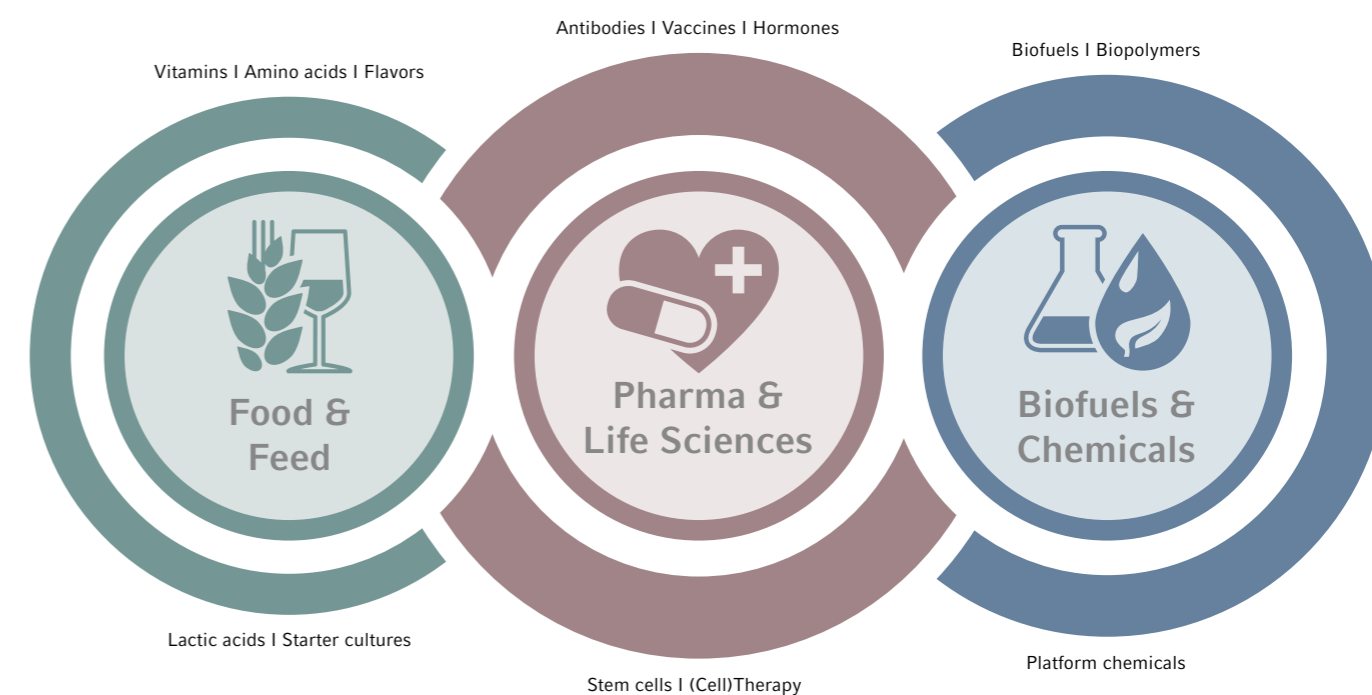 Antibodies I Vaccines I Hormones
Biofuels I Biopolymers
Vitamins I Amino acids I Flavors
Food &
Feed
Pharma &
Life Sciences
Biofuels &
Chemicals
Lactic acids I Starter cultures
Stem cells I (Cell)Therapy
Platform chemicals